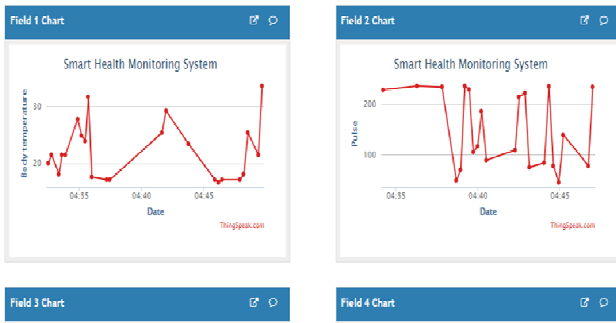 Field 1 Chart
Smart Health Monitoring System
Body temperature
30
20
04:35
04:40
04:45
Date
ThingSpeak.com
Field 2 Chart
Smart Health Monitoring System
Pulse
200
100
04:35
04:40
04:45
Date
ThingSpeak.com
Field 3 Chart
Field 4 Chart